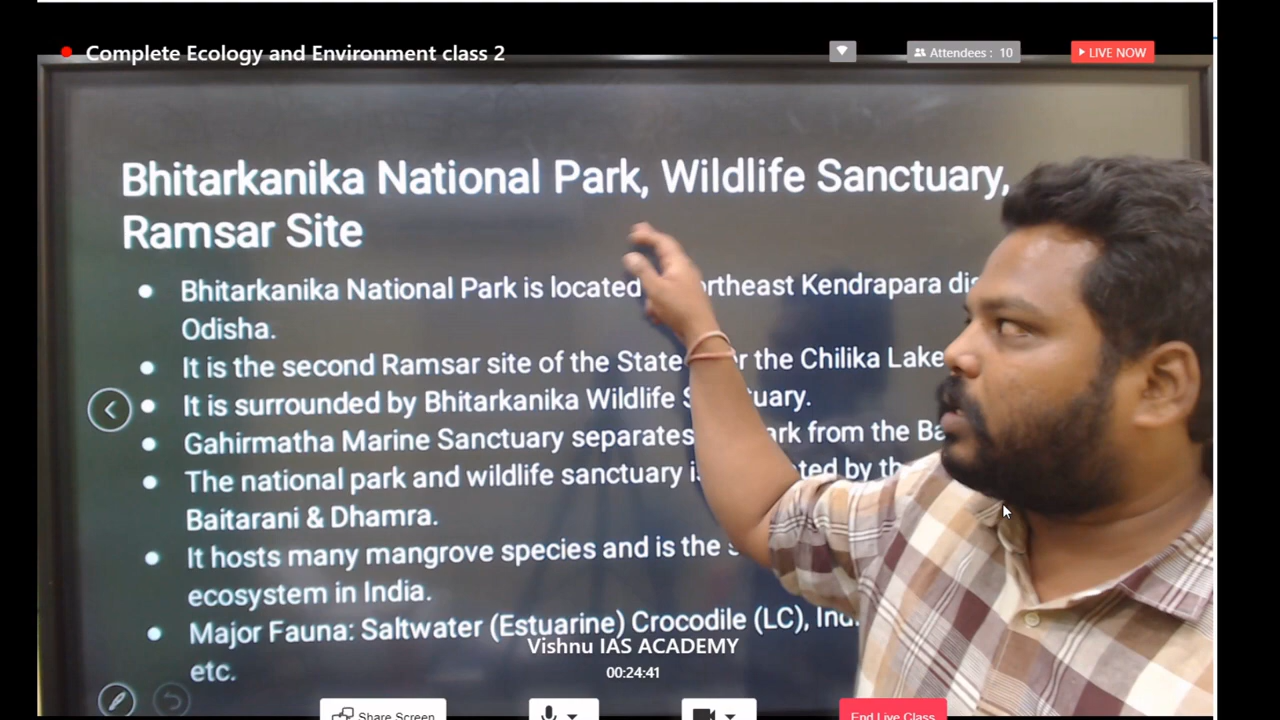 Complete Ecology and Environment class 2
Attendees : 10
LIVE NOW
Bhitarkanika National Park, Wildlife Sanctuary,
Ramsar Site
Bhitarkanika National Park is located Kendrapara
Odisha.
It is the second Ramsar site of the State the Chilika Lake
It is surrounded by Bhitarkanika Wildlife
Gahirmatha Marine Sanctuary separates from the
The national park and wildlife sanctuary by
Baitarani & Dhamra.
It hosts many mangrove species and is the
ecosystem in India.
Major Fauna: Saltwater (Estuarine) Crocodile (LC),
etc.
Vishnu IAS ACADEMY
00:24:41
Share Screen
End Live Class